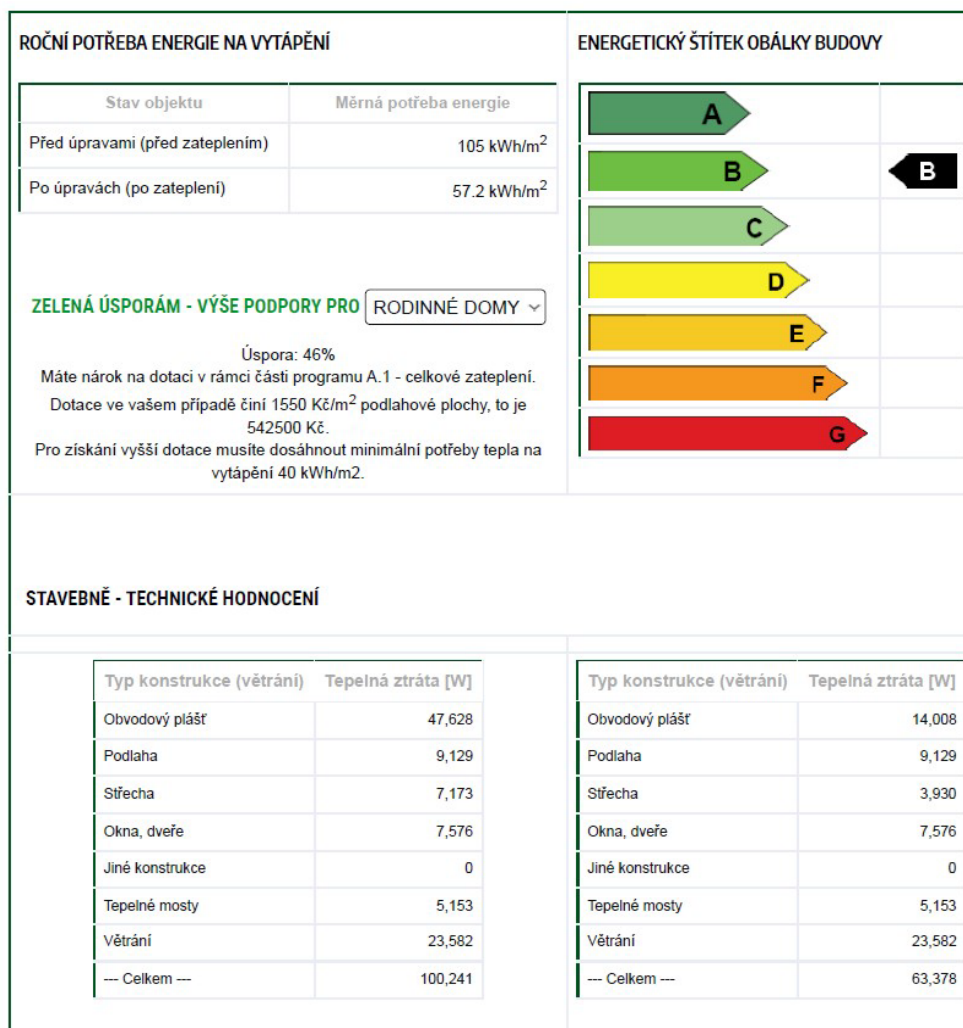 ROČNÍ POTŘEBA ENERGIE NA VYTÁPĚNÍ
Stav objektu Měrná potřeba energie
Před úpravami (před zateplením) 105 kWh/m²
Po úpravách (po zateplení) 57.2 kWh/m²
ZELENÁ ÚSPORÁM - VÝŠE PODPORY PRO RODINNÉ DOMY
Úspora: 46%
Máte nárok na dotaci v rámci části programu A.1 - celkové zateplení.
Dotace ve vašem případě činí 1550 Kč/m² podlahové plochy, to je
542500 Kč.
Pro získání vyšší dotace musíte dosáhnout minimální potřeby tepla na
vytápění 40 kWh/m2.
ENERGETICKÝ ŠTÍTEK OBÁLKY BUDOVY
A
B B
C
D
E
F
G
STAVEBNĚ - TECHNICKÉ HODNOCENÍ
Typ konstrukce (větrání) Tepelná ztráta [W]
Obvodový plášť 47,628
Podlaha 9,129
Střecha 7,173
Okna, dveře 7,576
Jiné konstrukce 0
Tepelné mosty 5,153
Větrání 23,582
--- Celkem --- 100,241
Typ konstrukce (větrání) Tepelná ztráta [W]
Obvodový plášť 14,008
Podlaha 9,129
Střecha 3,930
Okna, dveře 7,576
Jiné konstrukce 0
Tepelné mosty 5,153
Větrání 23,582
--- Celkem --- 63,378